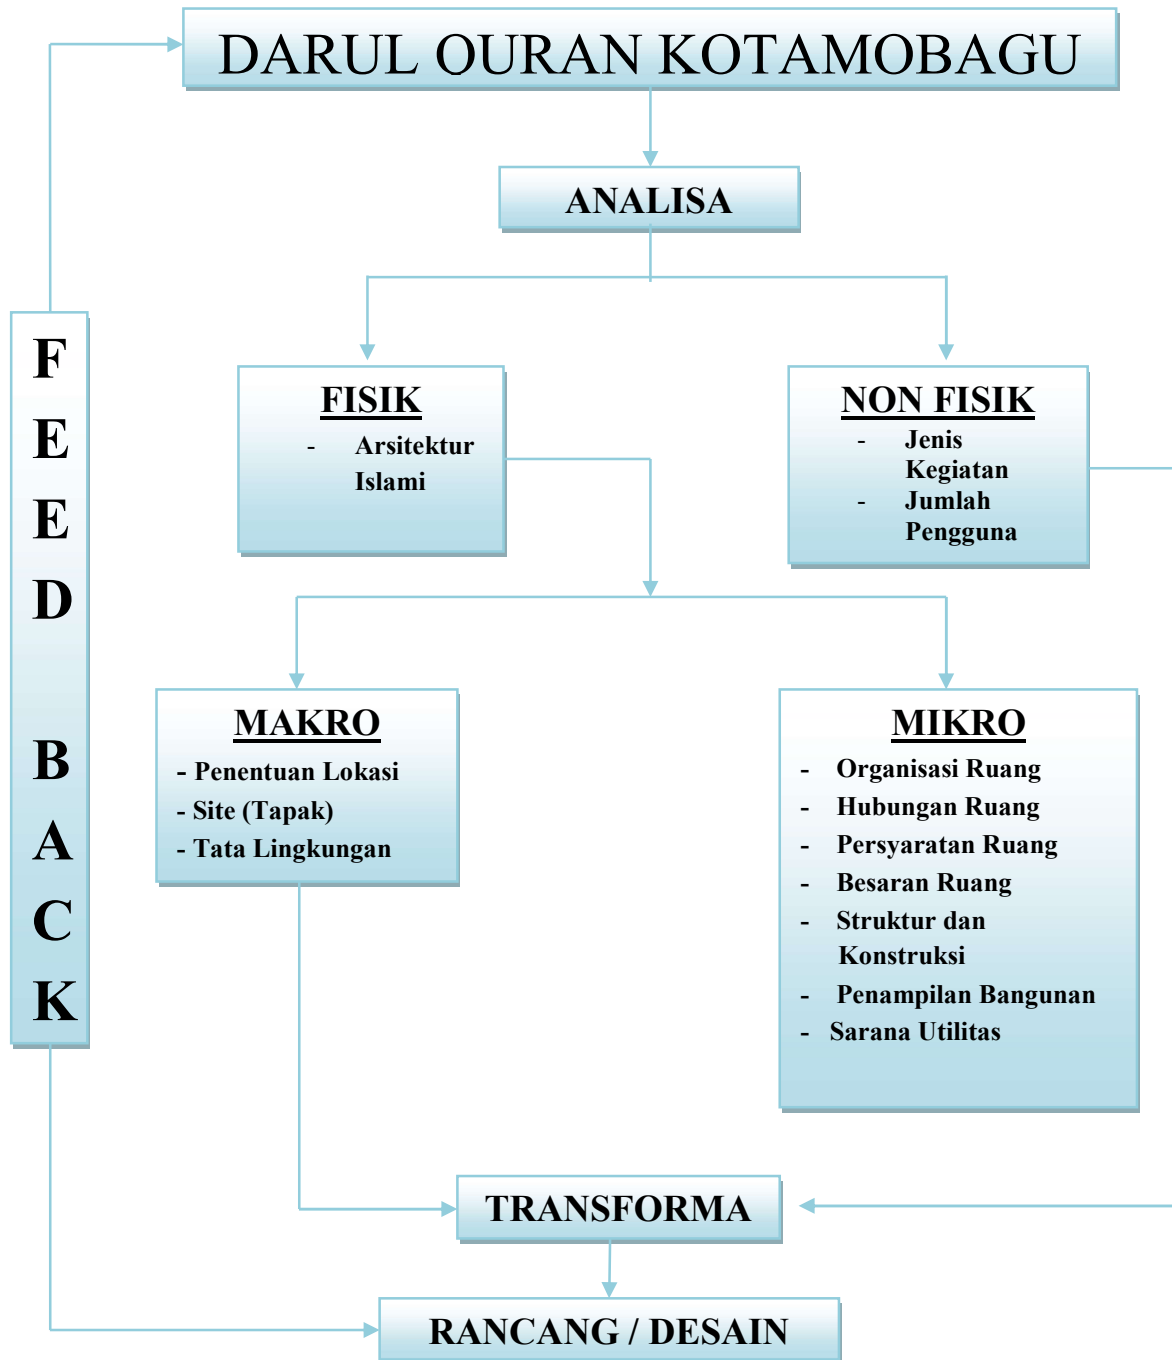 DARUL QURAN KOTAMOBAGU
ANALISA
FEED BACK
FISIK
- Arsitektur
Islami
NON FISIK
- Jenis
Kegiatan
- Jumlah
Pengguna
MAKRO
- Penentuan Lokasi
- Site (Tapak)
- Tata Lingkungan
MIKRO
- Organisasi Ruang
- Hubungan Ruang
- Persyaratan Ruang
- Besaran Ruang
- Struktur dan
Konstruksi
- Penampilan Bangunan
- Sarana Utilitas
TRANSFORMA
RANCANG / DESAIN